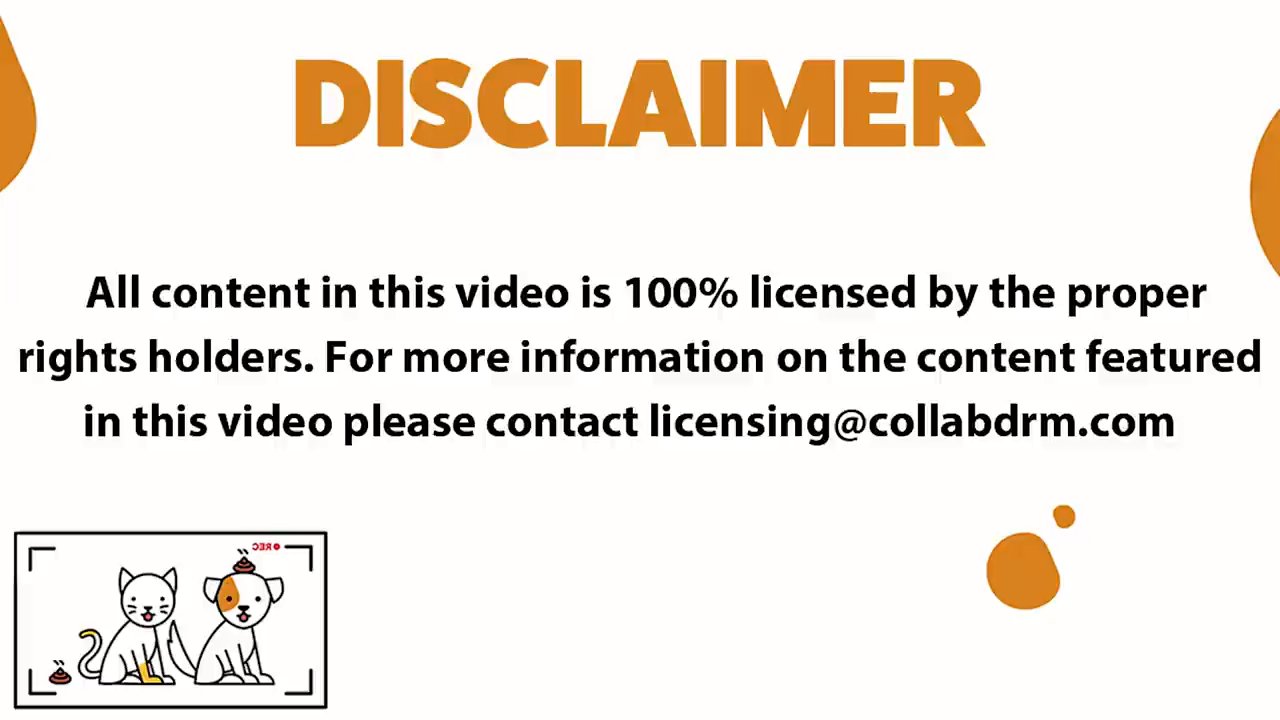 DISCLAIMER
All content in this video is 100% licensed by the proper
rights holders. For more information on the content featured
in this video please contact licensing@collabdrm.com
REC